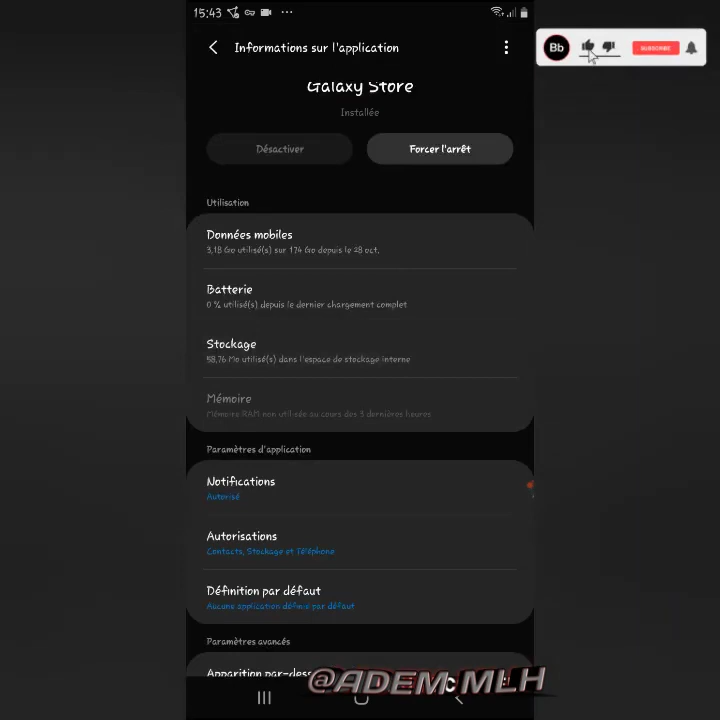 15:43
Informations sur l'application
Bb
SUBSCRIBE
Galaxy Store
Installée
Désactiver
Forcer l'arrêt
Utilisation
Données mobiles
3,18 Go utilisé(s) sur 174 Go depuis le 28 oct.
Batterie
0 % utilisé(s) depuis le dernier chargement complet
Stockage
58,76 Mo utilisé(s) dans l'espace de stockage interne
Mémoire
Mémoire RAM non utilisée au cours des 3 dernières heures
Paramètres d'application
Notifications
Autorisé
Autorisations
Contacts, Stockage et Téléphone
Définition par défaut
Aucune application définie par défaut
Paramètres avancés
Apparition par-dess
@ADEM MLH